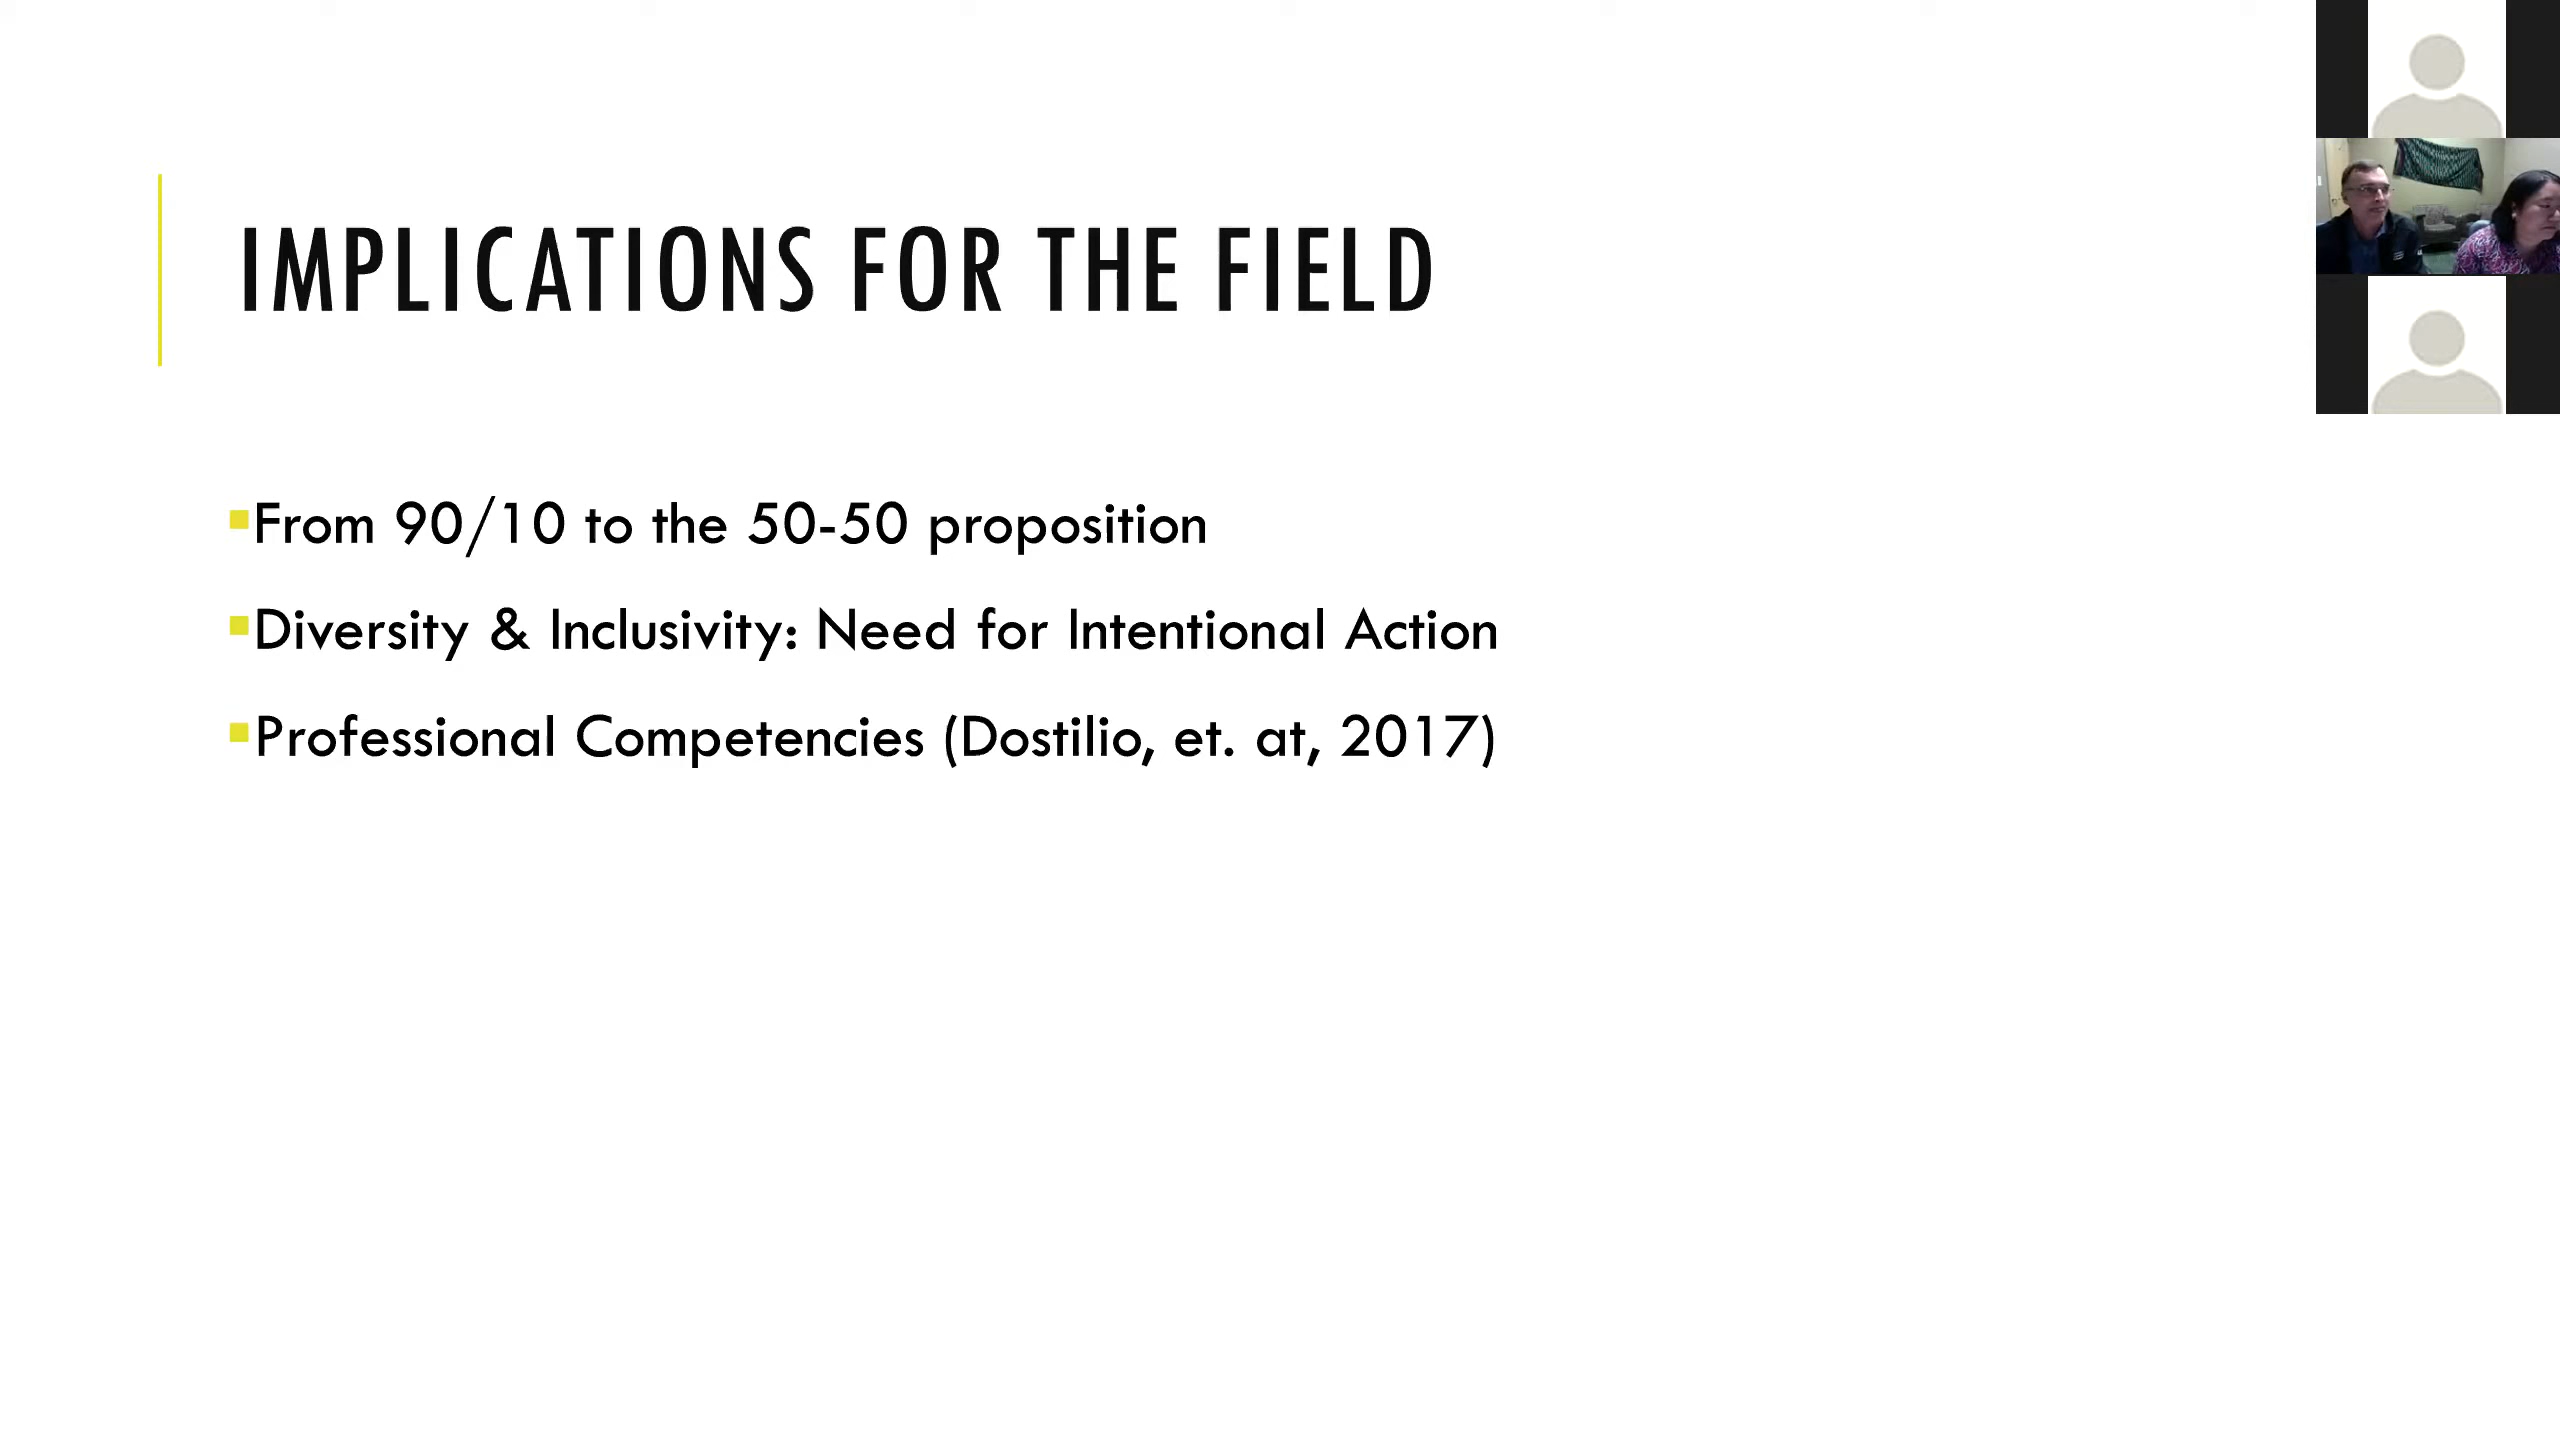 IMPLICATIONS FOR THE FIELD
From 90/10 to the 50-50 proposition
Diversity & Inclusivity: Need for Intentional Action
Professional Competencies (Dostilio, et. at, 2017)